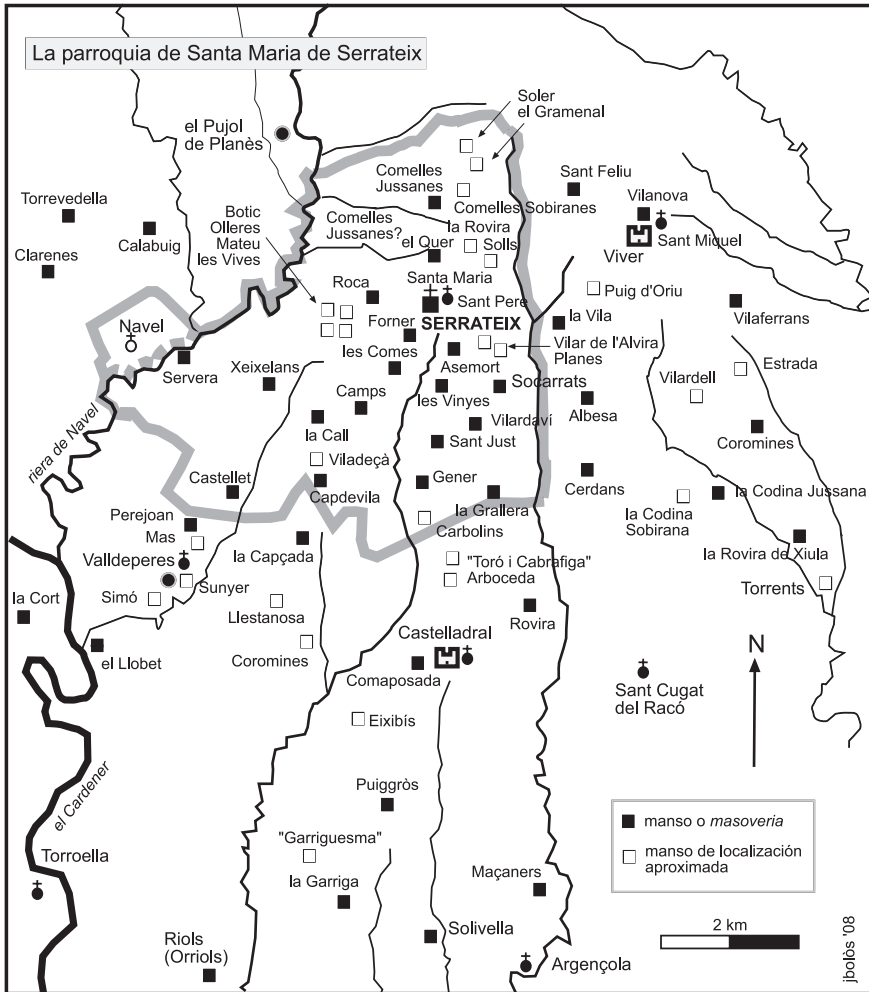 La parroquia de Santa Maria de Serrateix
Soler
el Gramenal
el Pujol
de Planès
Sant Feliu
Comelles
Jussanes
Vilanova
Torrevedella
Comelles Sobiranes
Botic
Olleres
Mateu
les Vives
Comelles
Jussanes?
la Rovira
Sant Miquel
Calabuig
el Quer
Solls
Viver
Clarenes
Roca
Santa Maria
Puig d'Oriu
Sant Pere
Vilaferrans
Navel
Forner
SERRATEIX
la Vila
les Comes
Vilar de l'Alvira
Planes
Servera
Xeixelans
Asemort
Estrada
Camps
Socarrats
Vilardell
les Vinyes
Albesa
la Call
Vilardaví
Coromines
riera de Navel
Sant Just
Viladeçà
Castellet
Gener
Cerdans
la Codina Jussana
Capdevila
la Grallera
la Codina
Sobirana
Perejoan
Carbolins
Mas
la Capçada
la Rovira de Xiula
Valldeperes
"Toró i Cabrafiga"
Sunyer
Arboceda
Torrents
la Cort
Simó
Llestanosa
Rovira
Castelladral
N
el Llobet
Coromines
Comaposada
Sant Cugat
del Racó
Eixibís
el Cardener
Puiggròs
manso o masoveria
"Garriguesma"
manso de localización
aproximada
Torroella
la Garriga
Maçaners
2 km
Riols
(Orriols)
Solivella
Argençola
jbolòs '08